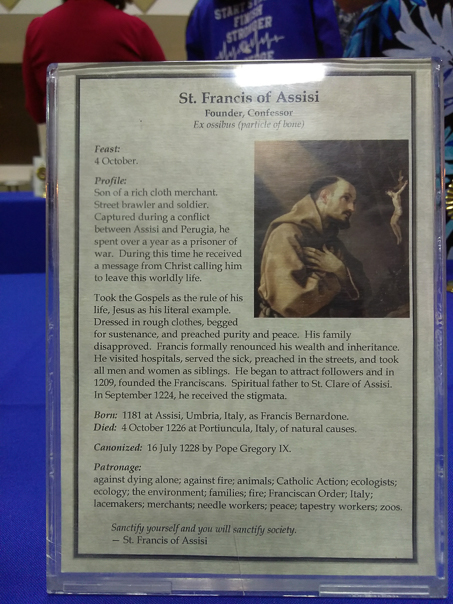 START SLOW
FINISH
STRONGER
St. Francis of Assisi
Founder, Confessor
Ex ossibus (particle of bone)
Feast:
4 October.
Profile:
Son of a rich cloth merchant.
Street brawler and soldier.
Captured during a conflict
between Assisi and Perugia, he
spent over a year as a prisoner of
war. During this time he received
a message from Christ calling him
to leave this worldly life.
Took the Gospels as the rule of his
life, Jesus as his literal example.
Dressed in rough clothes, begged
for sustenance, and preached purity and peace. His family
disapproved. Francis formally renounced his wealth and inheritance.
He visited hospitals, served the sick, preached in the streets, and took
all men and women as siblings. He began to attract followers and in
1209, founded the Franciscans. Spiritual father to St. Clare of Assisi.
In September 1224, he received the stigmata.
Born: 1181 at Assisi, Umbria, Italy, as Francis Bernardone.
Died: 4 October 1226 at Portiuncula, Italy, of natural causes.
Canonized: 16 July 1228 by Pope Gregory IX.
Patronage:
against dying alone; against fire; animals; Catholic Action; ecologists;
ecology; the environment; families; fire; Franciscan Order; Italy;
lacemakers; merchants; needle workers; peace; tapestry workers; zoos.
Sanctify yourself and you will sanctify society.
— St. Francis of Assisi